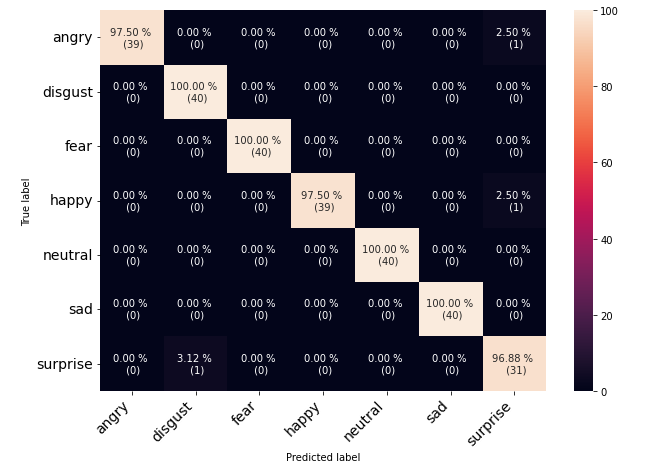 angry 97.50 % 0.00 % 0.00 % 0.00 % 0.00 % 0.00 % 2.50 %
(39) (0) (0) (0) (0) (0) (1)
disgust 0.00 % 100.00 % 0.00 % 0.00 % 0.00 % 0.00 % 0.00 %
(0) (40) (0) (0) (0) (0) (0)
fear 0.00 % 0.00 % 100.00 % 0.00 % 0.00 % 0.00 % 0.00 %
(0) (0) (40) (0) (0) (0) (0)
happy 0.00 % 0.00 % 0.00 % 97.50 % 0.00 % 0.00 % 2.50 %
(0) (0) (0) (39) (0) (0) (1)
neutral 0.00 % 0.00 % 0.00 % 0.00 % 100.00 % 0.00 % 0.00 %
(0) (0) (0) (0) (40) (0) (0)
sad 0.00 % 0.00 % 0.00 % 0.00 % 0.00 % 100.00 % 0.00 %
(0) (0) (0) (0) (0) (40) (0)
surprise 0.00 % 3.12 % 0.00 % 0.00 % 0.00 % 0.00 % 96.88 %
(0) (1) (0) (0) (0) (0) (31)
True label
angry disgust fear happy neutral sad surprise
Predicted label
100
80
60
40
20
0